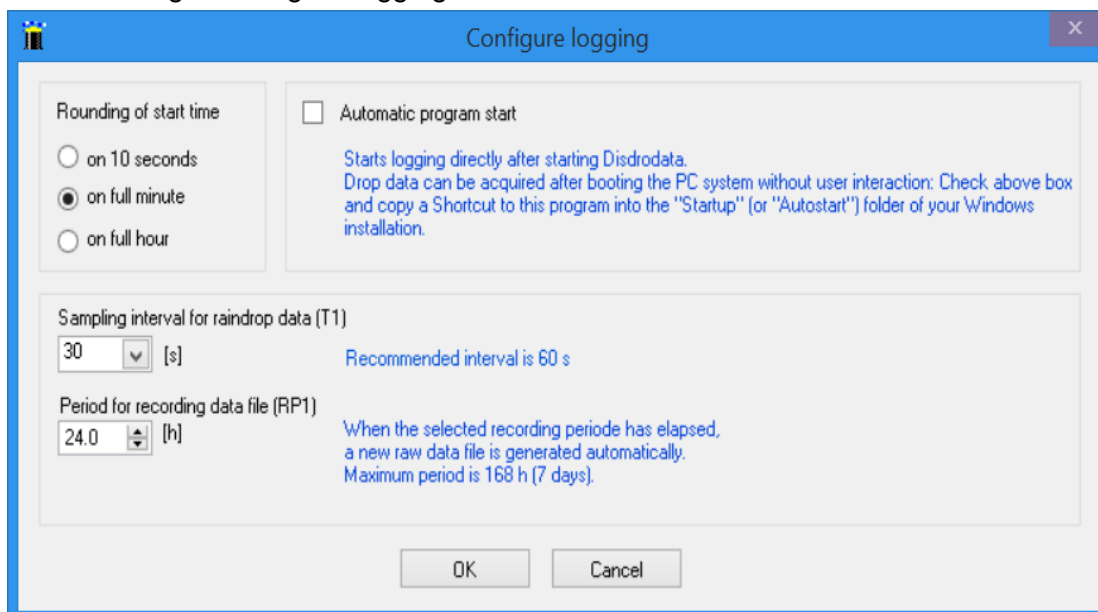 Configure logging
X
Rounding of start time
on 10 seconds
on full minute
on full hour
Automatic program start
Starts logging directly after starting Disdrodata.
Drop data can be acquired after booting the PC system without user interaction: Check above box
and copy a Shortcut to this program into the "Startup" (or "Autostart") folder of your Windows
installation.
Sampling interval for raindrop data (T1)
30 [s]
Recommended interval is 60 s
Period for recording data file (RP1)
24.0 [h]
When the selected recording periode has elapsed,
a new raw data file is generated automatically.
Maximum period is 168 h (7 days).
OK Cancel